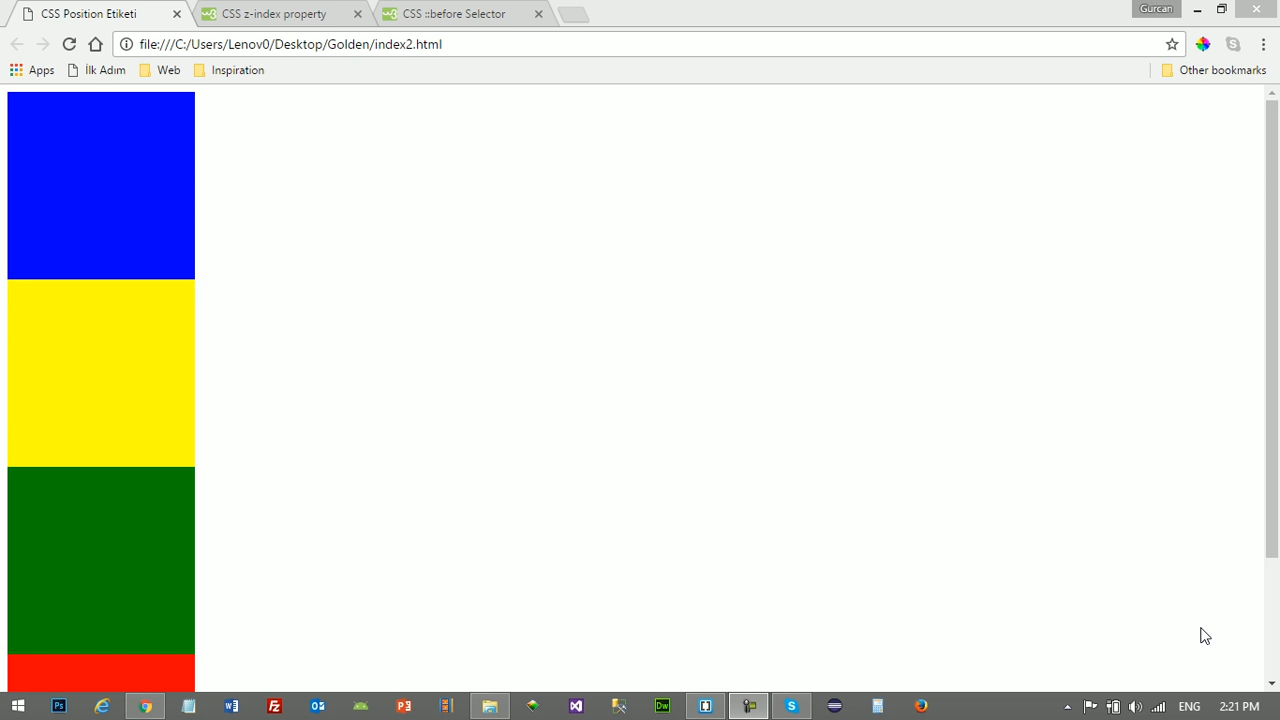 CSS Position Etiketi
CSS z-index property
CSS ::before Selector
Gurcan
file:///C:/Users/Lenov0/Desktop/Golden/index2.html
Apps
İlk Adım
Web
Inspiration
Other bookmarks
ENG
2:21 PM